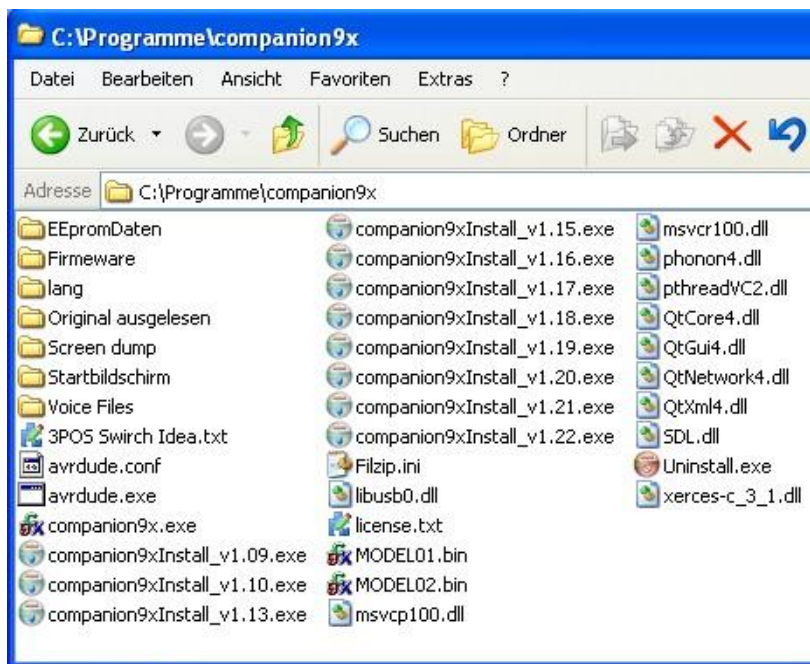 C:\Programme\companion9x
Datei Bearbeiten Ansicht Favoriten Extras ?
Zurück Suchen Ordner
Adresse C:\Programme\companion9x
EEpromDaten
Firmeware
lang
Original ausgelesen
Screen dump
Startbildschirm
Voice Files
3POS Swirch Idea.txt
avrdude.conf
avrdude.exe
companion9x.exe
companion9xInstall_v1.09.exe
companion9xInstall_v1.10.exe
companion9xInstall_v1.13.exe
companion9xInstall_v1.15.exe
companion9xInstall_v1.16.exe
companion9xInstall_v1.17.exe
companion9xInstall_v1.18.exe
companion9xInstall_v1.19.exe
companion9xInstall_v1.20.exe
companion9xInstall_v1.21.exe
companion9xInstall_v1.22.exe
Filzip.ini
libusb0.dll
license.txt
MODEL01.bin
MODEL02.bin
msvcp100.dll
msvcr100.dll
phonon4.dll
pthreadVC2.dll
QtCore4.dll
QtGui4.dll
QtNetwork4.dll
QtXml4.dll
SDL.dll
Uninstall.exe
xerces-c_3_1.dll